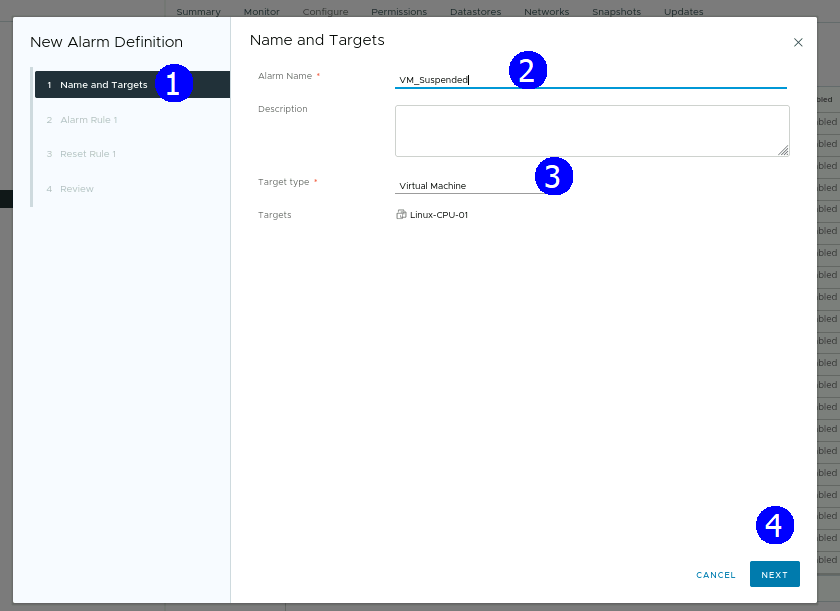 Summary Monitor Configure Permissions Datastores Networks Snapshots Updates
New Alarm Definition
1 Name and Targets 1
2 Alarm Rule 1
3 Reset Rule 1
4 Review
Name and Targets
Alarm Name * VM_Suspended 2
Description
Target type * Virtual Machine 3
Targets Linux-CPU-01
4
CANCEL NEXT